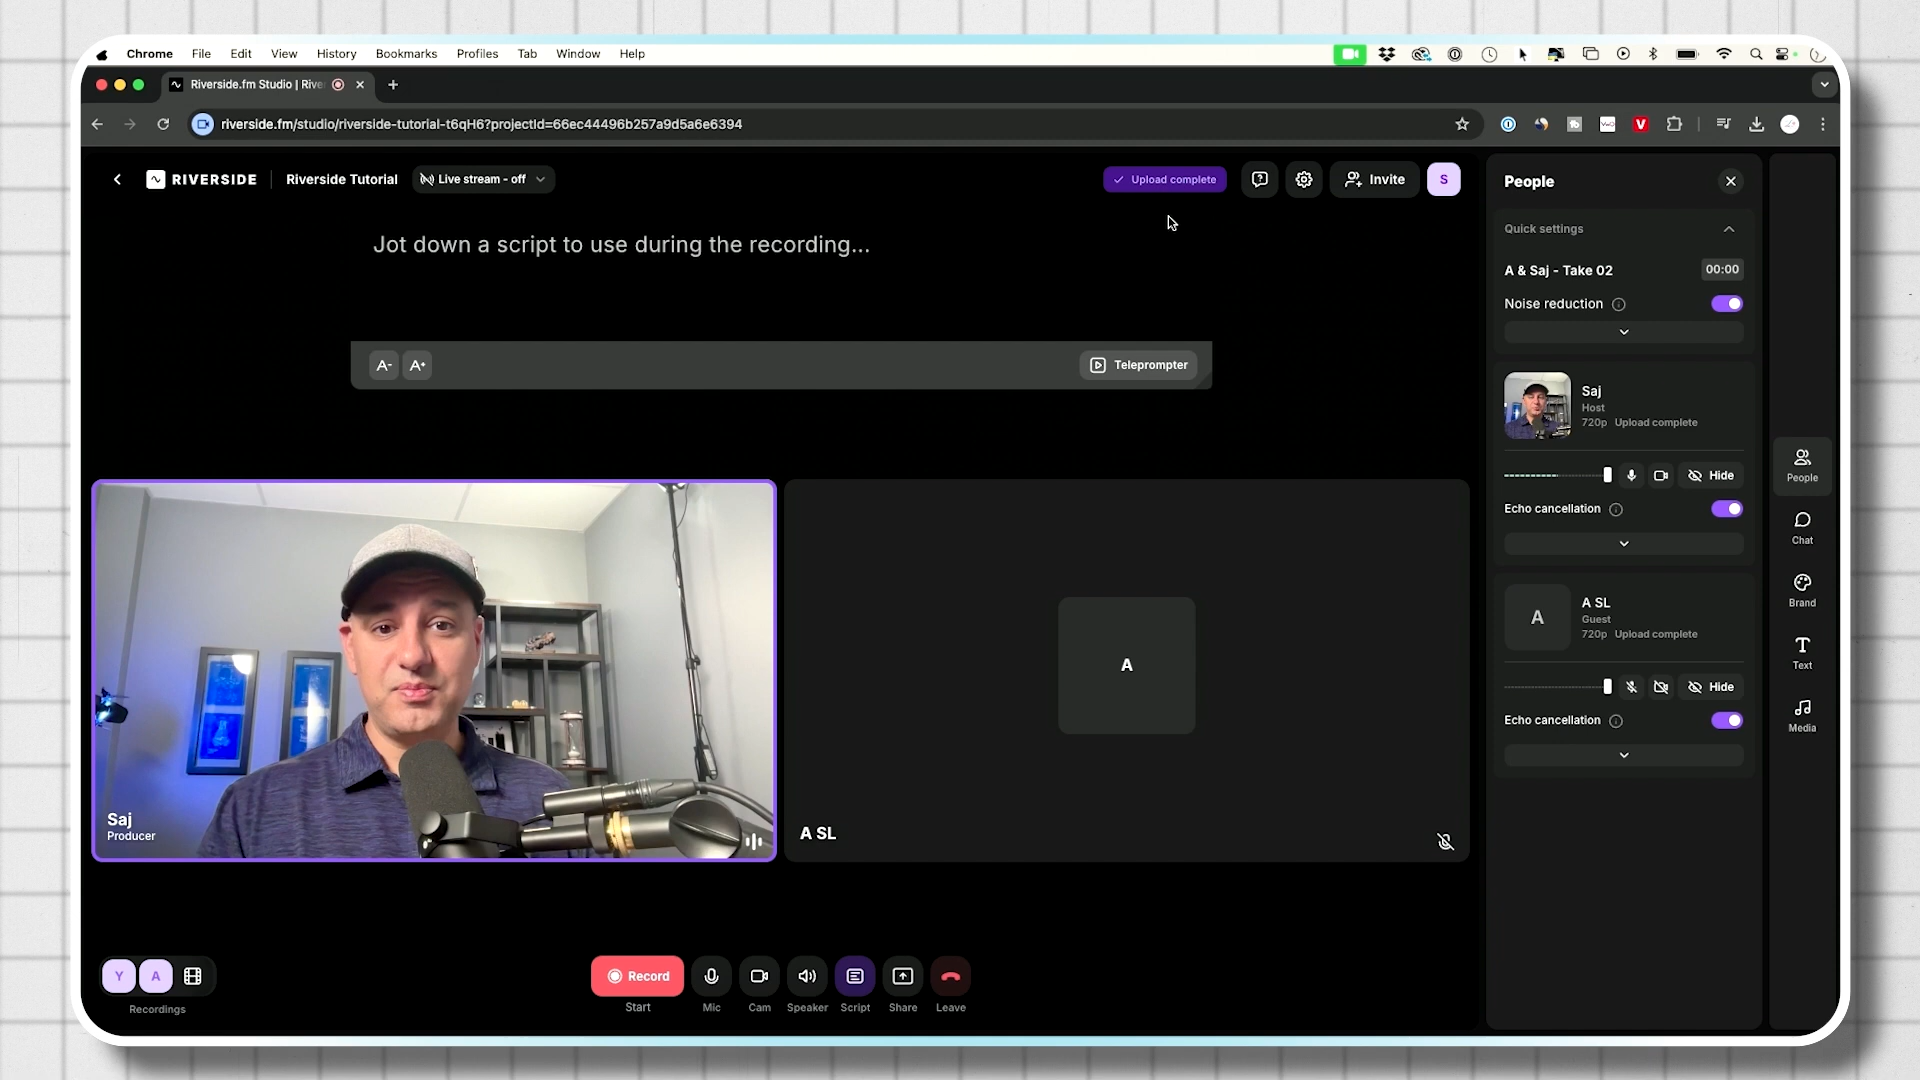 Chrome File Edit View History Bookmarks Profiles Tab Window Help
Riverside.fm Studio | Rive
riverside.fm/studio/riverside-tutorial-t6qH6?projectId=66ec44496b257a9d5a6e6394
RIVERSIDE Riverside Tutorial Live stream - off
Upload complete Invite S
Jot down a script to use during the recording...
A- A+ Teleprompter
Saj
Producer
A
A SL
People
Quick settings
A & Saj - Take 02 00:00
Noise reduction
Saj
Host
720p Upload complete
Hide
Echo cancellation
A
A SL
Guest
720p Upload complete
Hide
Echo cancellation
People
Chat
Brand
T
Text
Media
Y A
Recordings
Record
Start Mic Cam Speaker Script Share Leave